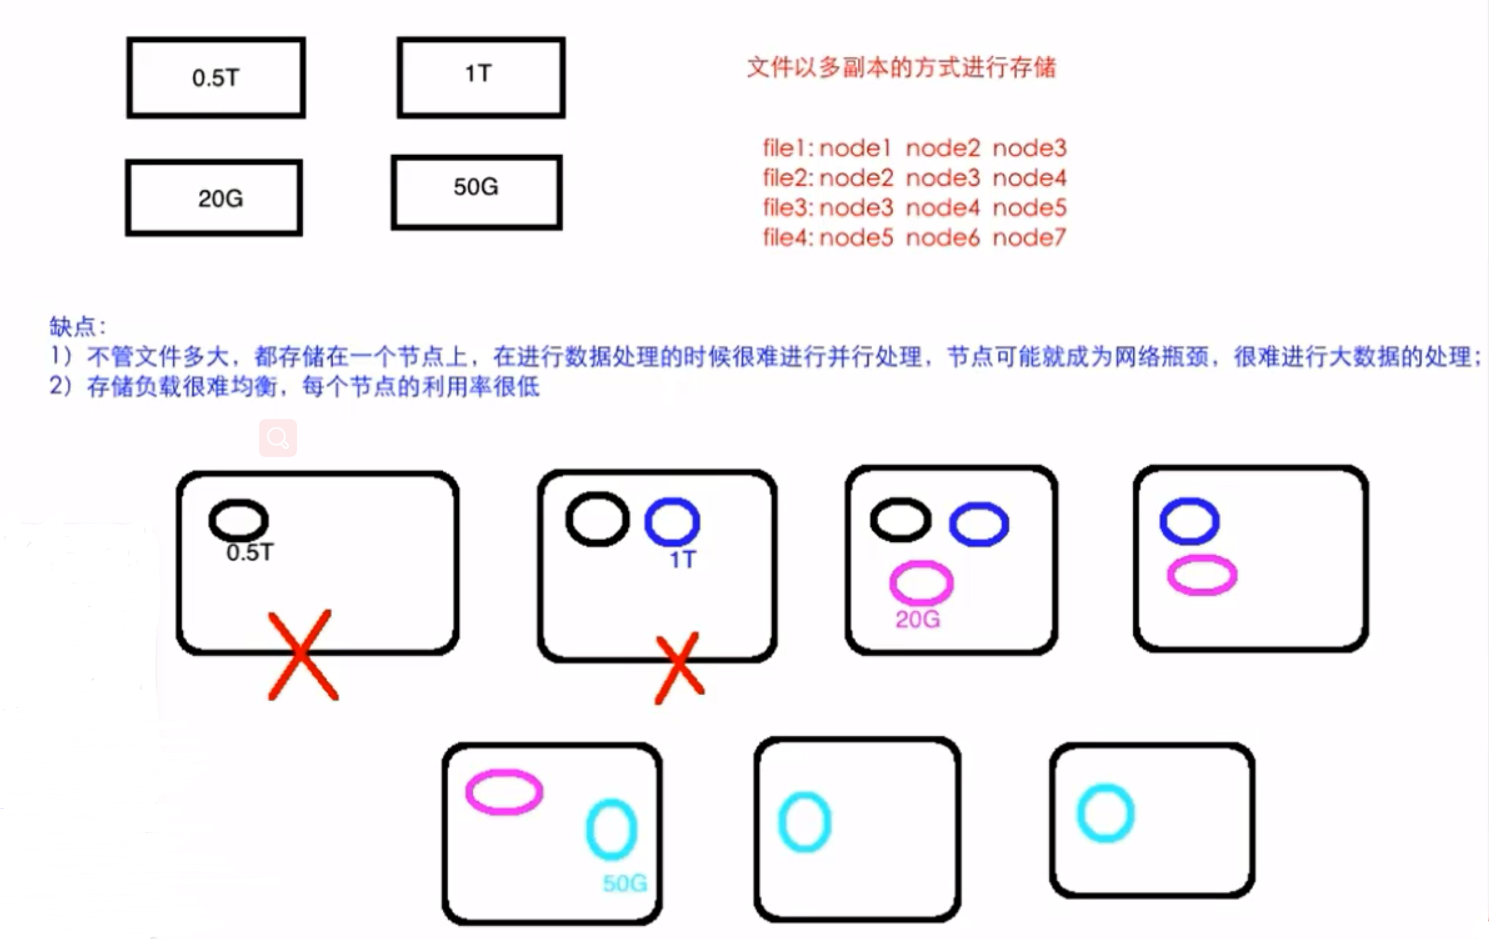 0.5T
1T
20G
50G
文件以多副本的方式进行存储
file1: node1 node2 node3
file2: node2 node3 node4
file3: node3 node4 node5
file4: node5 node6 node7
缺点：
1）不管文件多大，都存储在一个节点上，在进行数据处理的时候很难进行并行处理，节点可能就成为网络瓶颈，很难进行大数据的处理；
2）存储负载很难均衡，每个节点的利用率很低
0.5T
1T
20G
50G